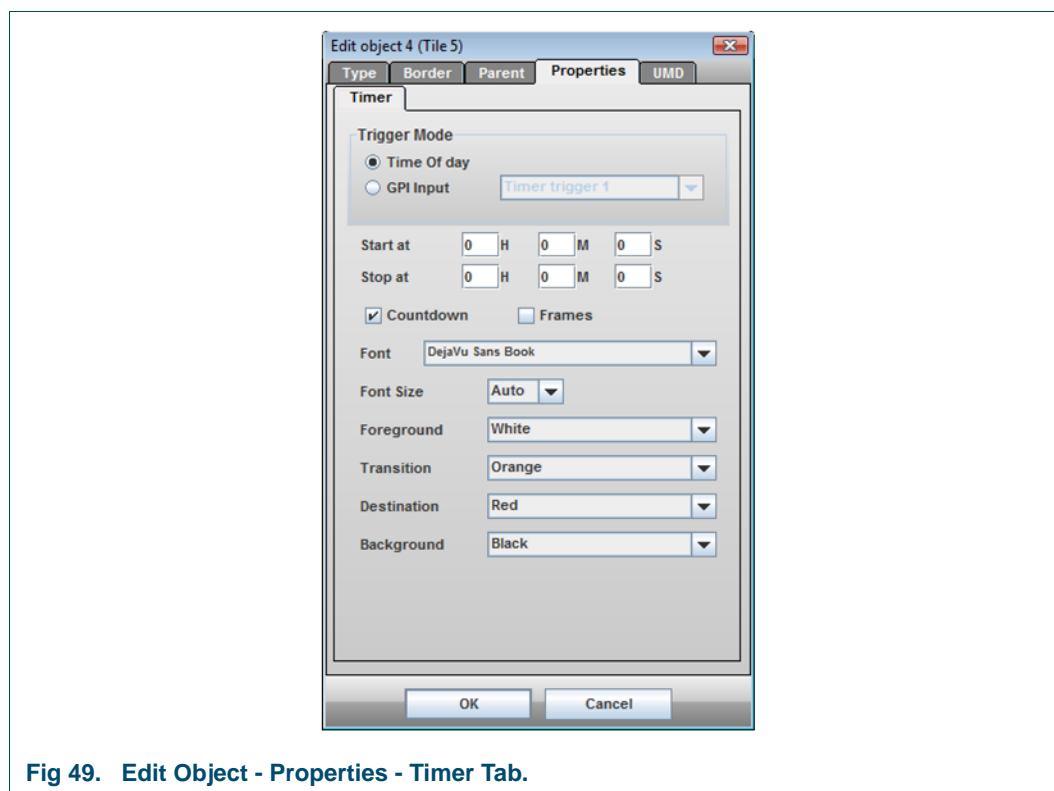 Edit object 4 (Tile 5)
Type Border Parent Properties UMD
Timer
Trigger Mode
Time Of day
GPI Input Timer trigger 1
Start at 0 H 0 M 0 S
Stop at 0 H 0 M 0 S
Countdown Frames
Font DejaVu Sans Book
Font Size Auto
Foreground White
Transition Orange
Destination Red
Background Black
OK Cancel
Fig 49. Edit Object - Properties - Timer Tab.